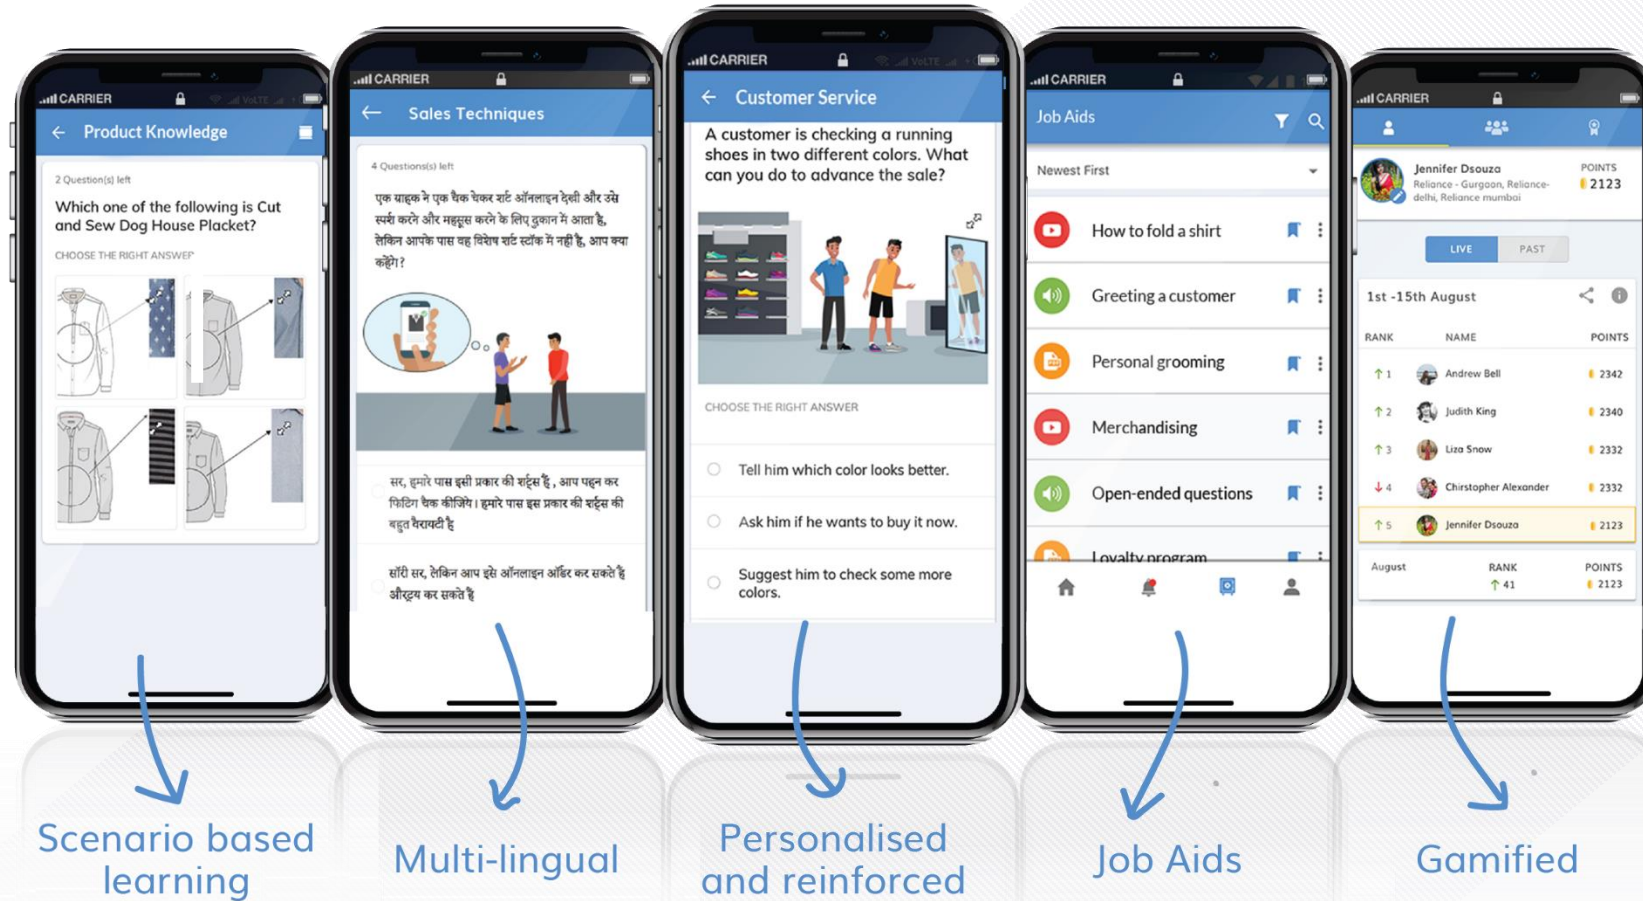 CARRIER
Product Knowledge
2 Question(s) left
Which one of the following is Cut
and Sew Dog House Placket?
CHOOSE THE RIGHT ANSWER
Scenario based
learning
CARRIER
Sales Techniques
4 Questions(s) left
एक ग्राहक ने एक चैक चेकर शर्ट ऑनलाइन देखी और उसे
स्पर्श करने और महसूस करने के लिए दुकान में आता है,
लेकिन आपके पास वह विशेष शर्ट स्टॉक में नही है, आप क्या
कहेंगे?
सर, हमारे पास इसी प्रकार की शर्ट्स हैं , आप पहन कर
फिटिंग चैक कीजिये। हमारे पास इस प्रकार की शर्ट्स की
बहुत वैरायटी है
सॉरी सर, लेकिन आप इसे ऑनलाइन ऑर्डर कर सकते है
कर सकते है
Multi-lingual
CARRIER
VoLTE
Customer Service
A customer is checking a running
shoes in two different colors. What
can you do to advance the sale?
CHOOSE THE RIGHT ANSWER
Tell him which color looks better.
Ask him if he wants to buy it now.
Suggest him to check some more
colors.
Personalised
and reinforced
CARRIER
Job Aids
Newest First
How to fold a shirt
Greeting a customer
Personal grooming
Merchandising
Open-ended questions
Loyalty program
Job Aids
CARRIER
Jennifer Dsouza
Reliance - Gurgaon, Reliance-
delhi, Reliance mumbai
POINTS
2123
LIVE PAST
1st -15th August
RANK NAME POINTS
1 Andrew Bell 2342
2 Judith King 2340
3 Liza Snow 2332
4 Chirstopher Alexander 2332
5 Jennifer Dsouza 2123
August RANK POINTS
41 2123
Gamified